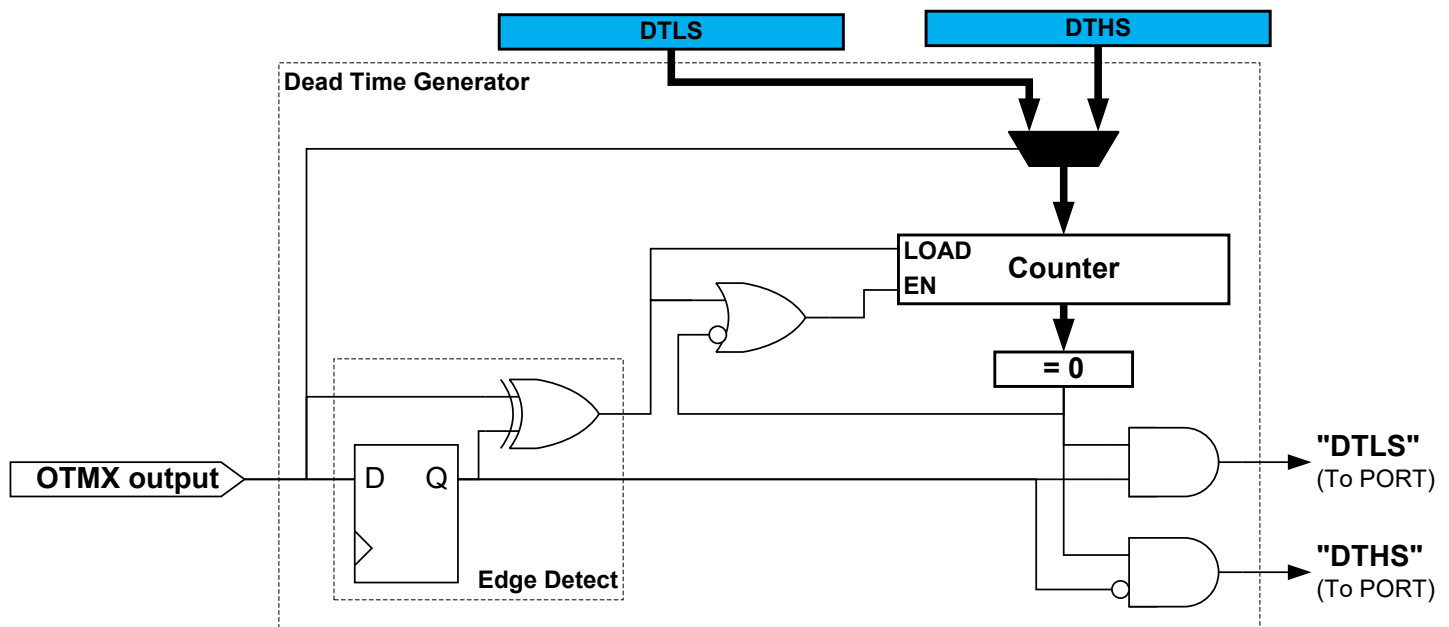 DTLS
DTHS
Dead Time Generator
LOAD
Counter
EN
= 0
"DTLS"
(To PORT)
OTMX output
D
Q
Edge Detect
"DTHS"
(To PORT)